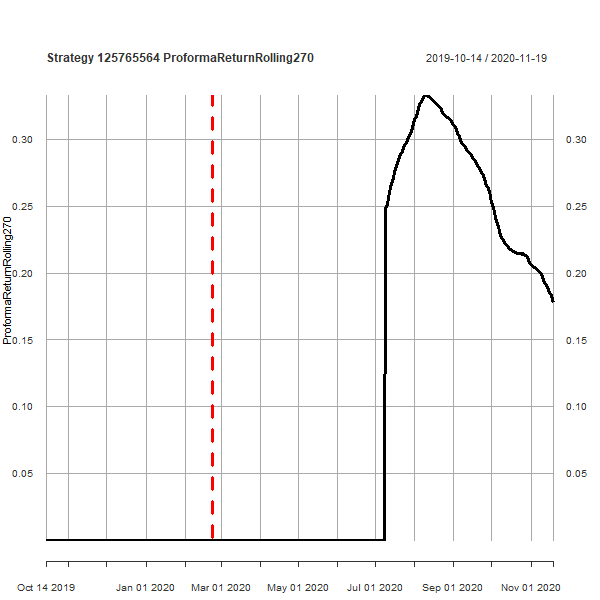 Strategy 125765564 ProformaReturnRolling270
2019-10-14 / 2020-11-19
ProformaReturnRolling270
0.30
0.25
0.20
0.15
0.10
0.05
0.30
0.25
0.20
0.15
0.10
0.05
Oct 14 2019
Jan 01 2020
Mar 01 2020
May 01 2020
Jul 01 2020
Sep 01 2020
Nov 01 2020